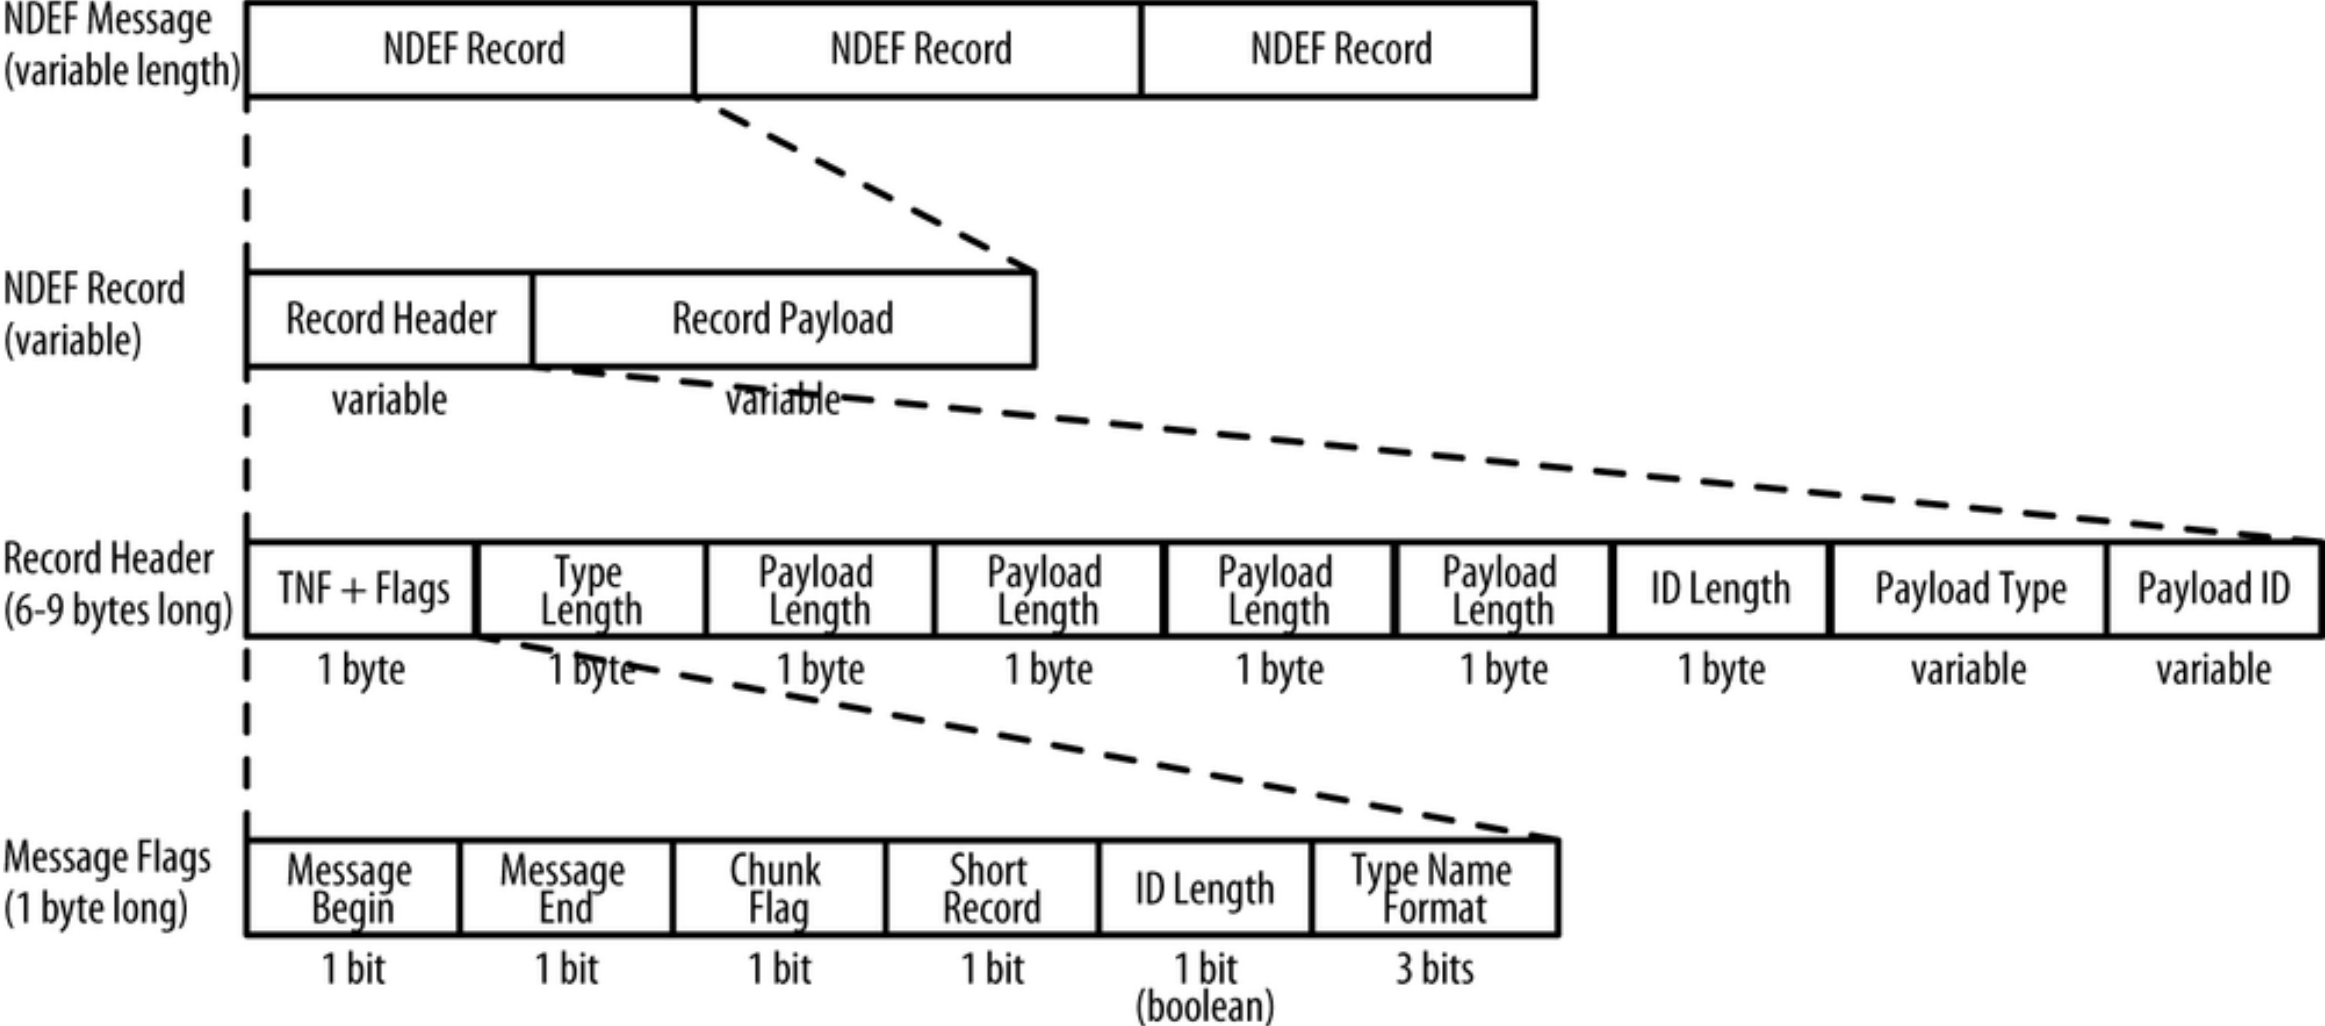 NDEF Message
(variable length)
NDEF Record
NDEF Record
NDEF Record
NDEF Record
(variable)
Record Header
Record Payload
variable
variable
Record Header
(6-9 bytes long)
TNF + Flags
Type
Length
Payload
Length
Payload
Length
Payload
Length
Payload
Length
ID Length
Payload Type
Payload ID
1 byte
1 byte
1 byte
1 byte
1 byte
1 byte
1 byte
variable
variable
Message Flags
(1 byte long)
Message
Begin
Message
End
Chunk
Flag
Short
Record
ID Length
Type Name
Format
1 bit
1 bit
1 bit
1 bit
1 bit
(boolean)
3 bits